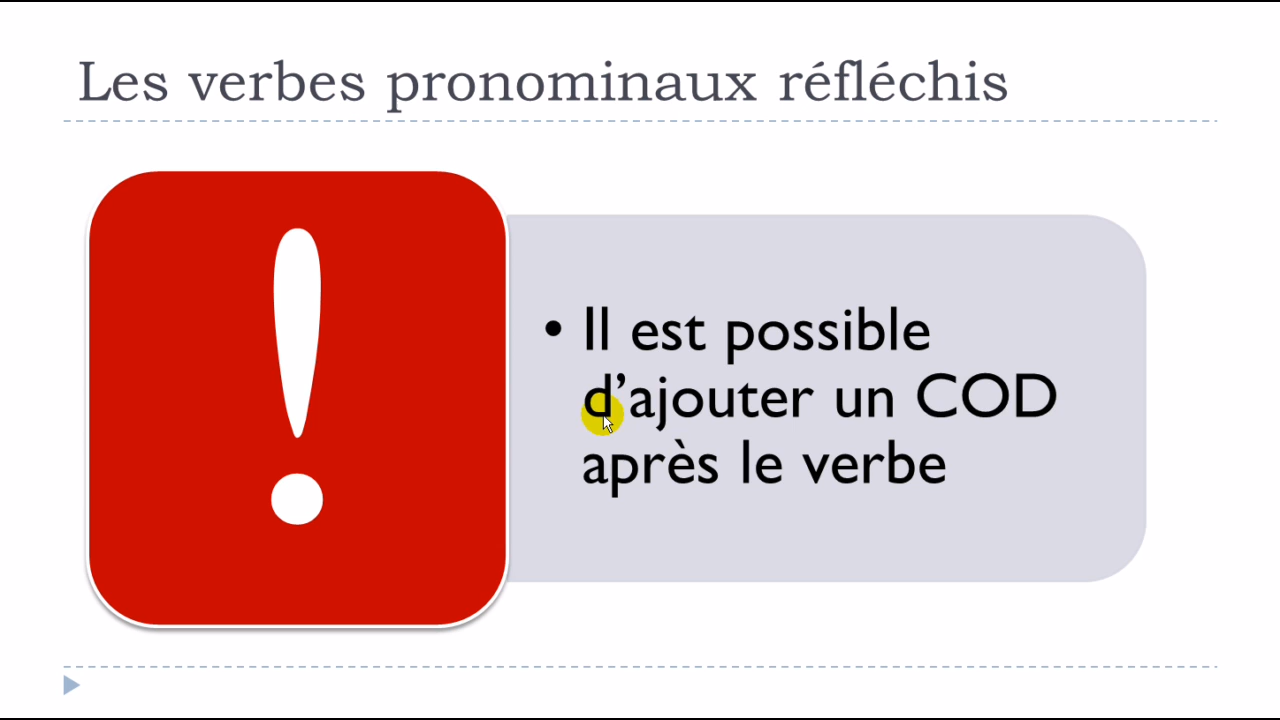 Les verbes pronominaux réfléchis
!
• Il est possible
d’ajouter un COD
après le verbe